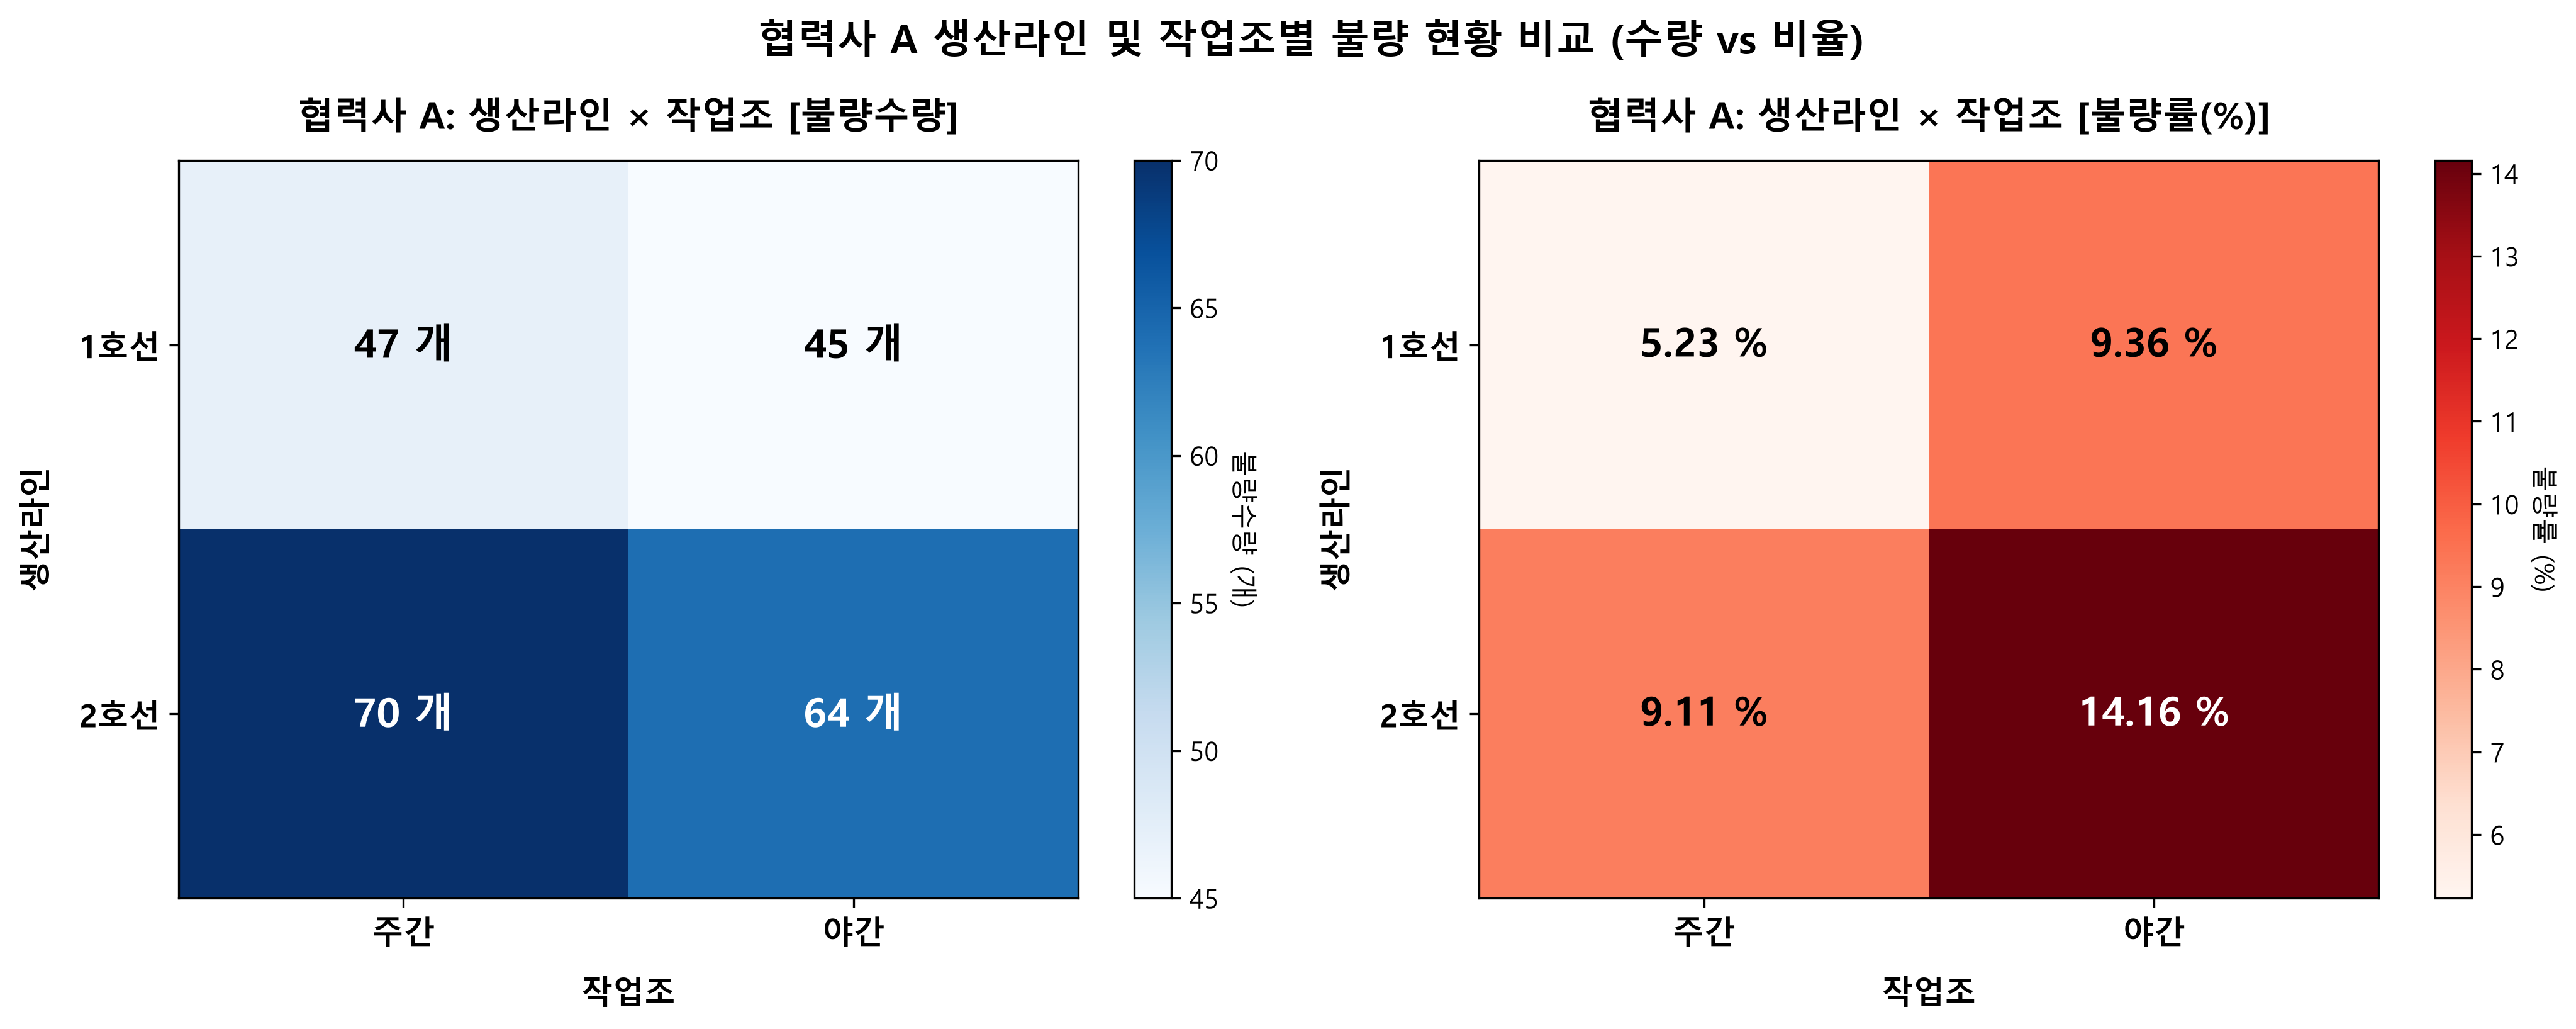 협력사 A 생산라인 및 작업조별 불량 현황 비교 (수량 vs 비율)
협력사 A: 생산라인 × 작업조 [불량수량]
생산라인
1호선
2호선
47 개
45 개
70 개
64 개
주간
야간
작업조
70
65
60
55
50
45
불량수량 (개)
협력사 A: 생산라인 × 작업조 [불량률(%)]
생산라인
1호선
2호선
5.23 %
9.36 %
9.11 %
14.16 %
주간
야간
작업조
14
13
12
11
10
9
8
7
6
불량률 (%)